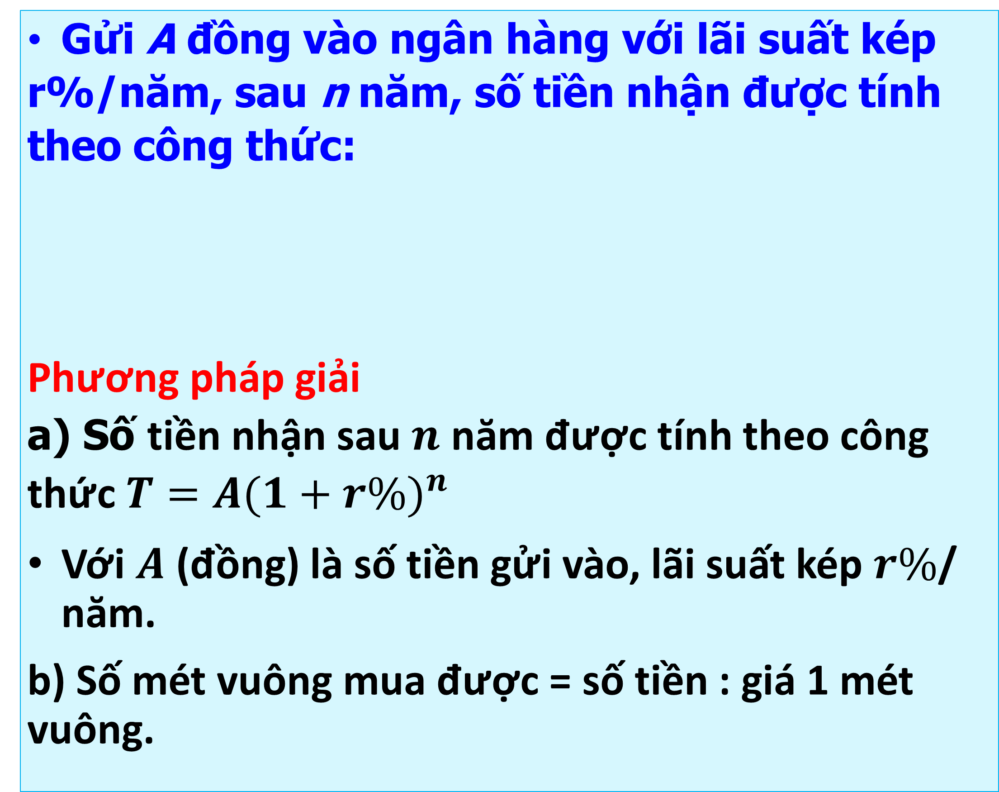 • Gửi A đồng vào ngân hàng với lãi suất kép
r%/năm, sau n năm, số tiền nhận được tính
theo công thức:
Phương pháp giải
a) Số tiền nhận sau n năm được tính theo công
thức T = A(1 + r%)ⁿ
• Với A (đồng) là số tiền gửi vào, lãi suất kép r%/
năm.
b) Số mét vuông mua được = số tiền : giá 1 mét
vuông.